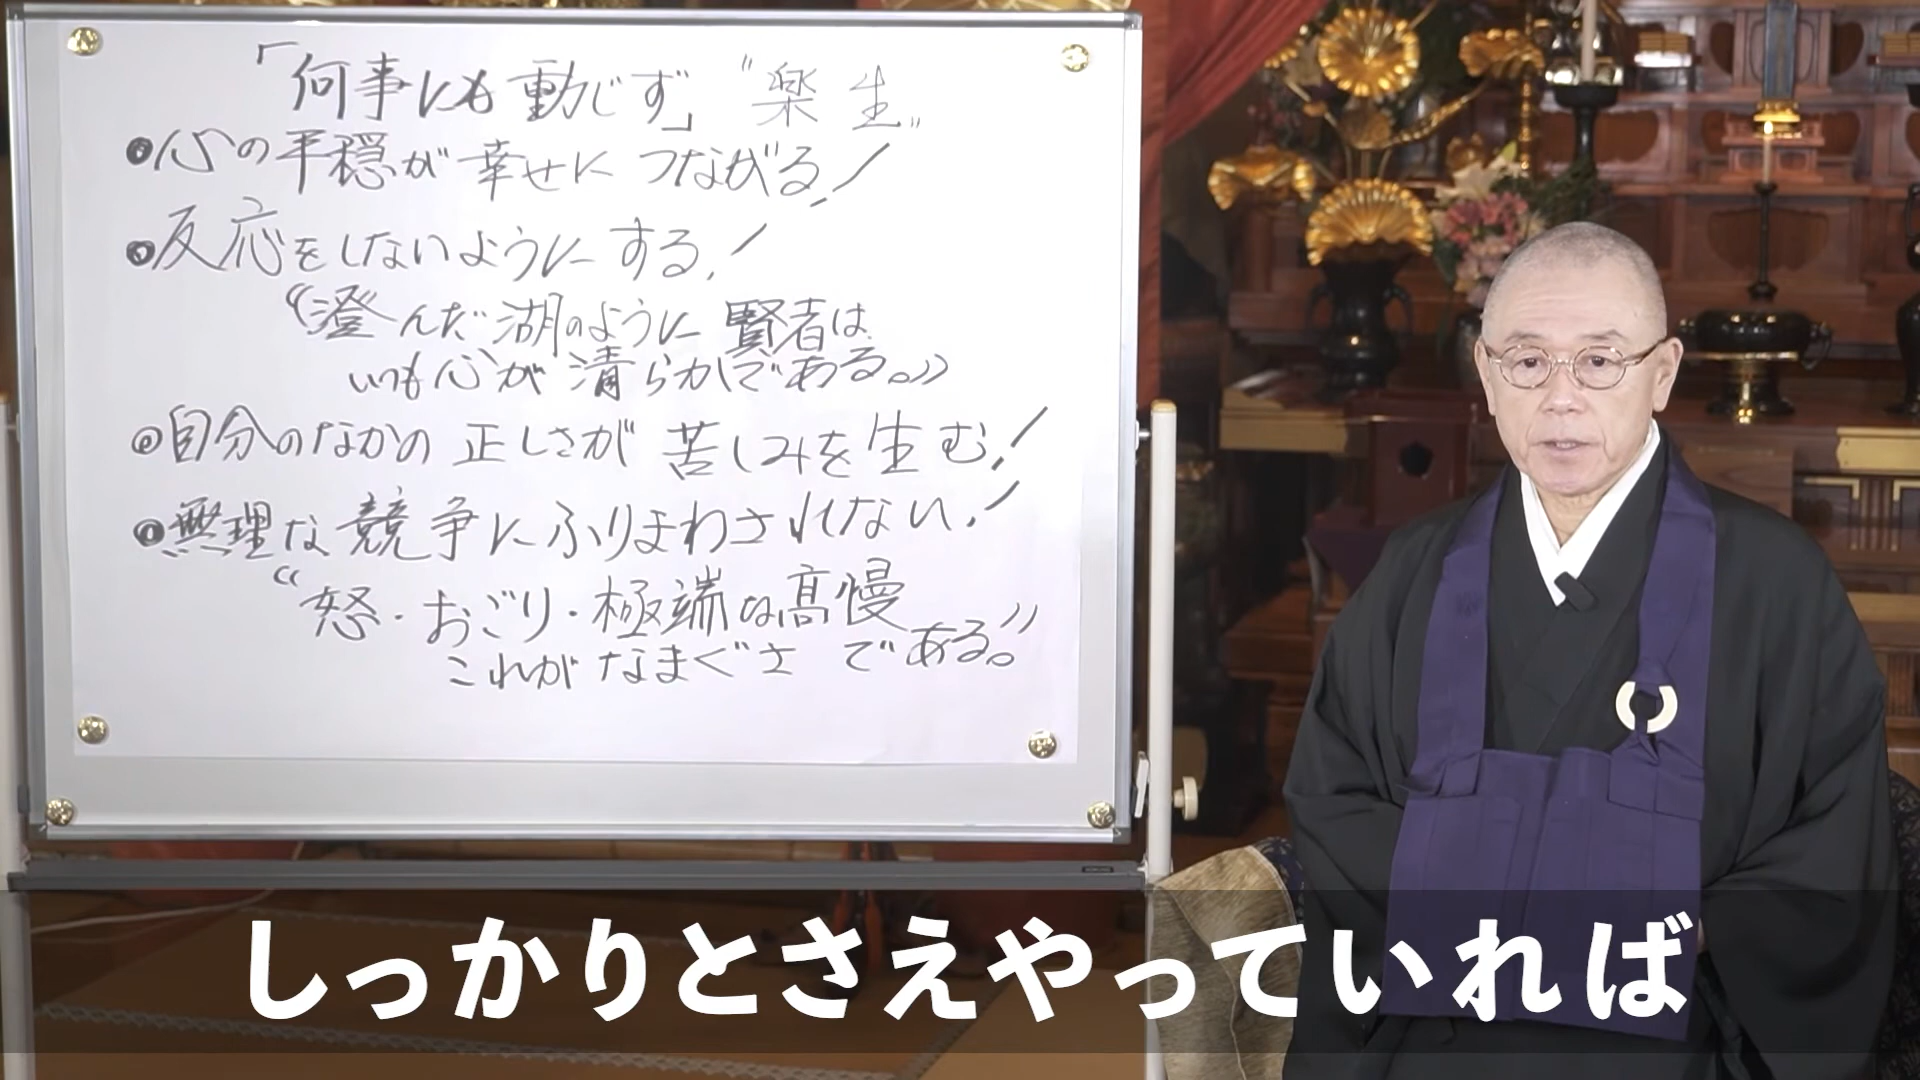 「何事にも動じず」“楽生”
●心の平穏が幸せにつながる！
●反応をしないようにする！
“澄んだ湖のように賢者は
いつも心が清らかである。”
●自分のなかの正しさが苦しみを生む！
●無理な競争にふりまわされない！
“怒・おごり・極端な高慢
これがなまぐさである。”
しっかりとさえやっていれば